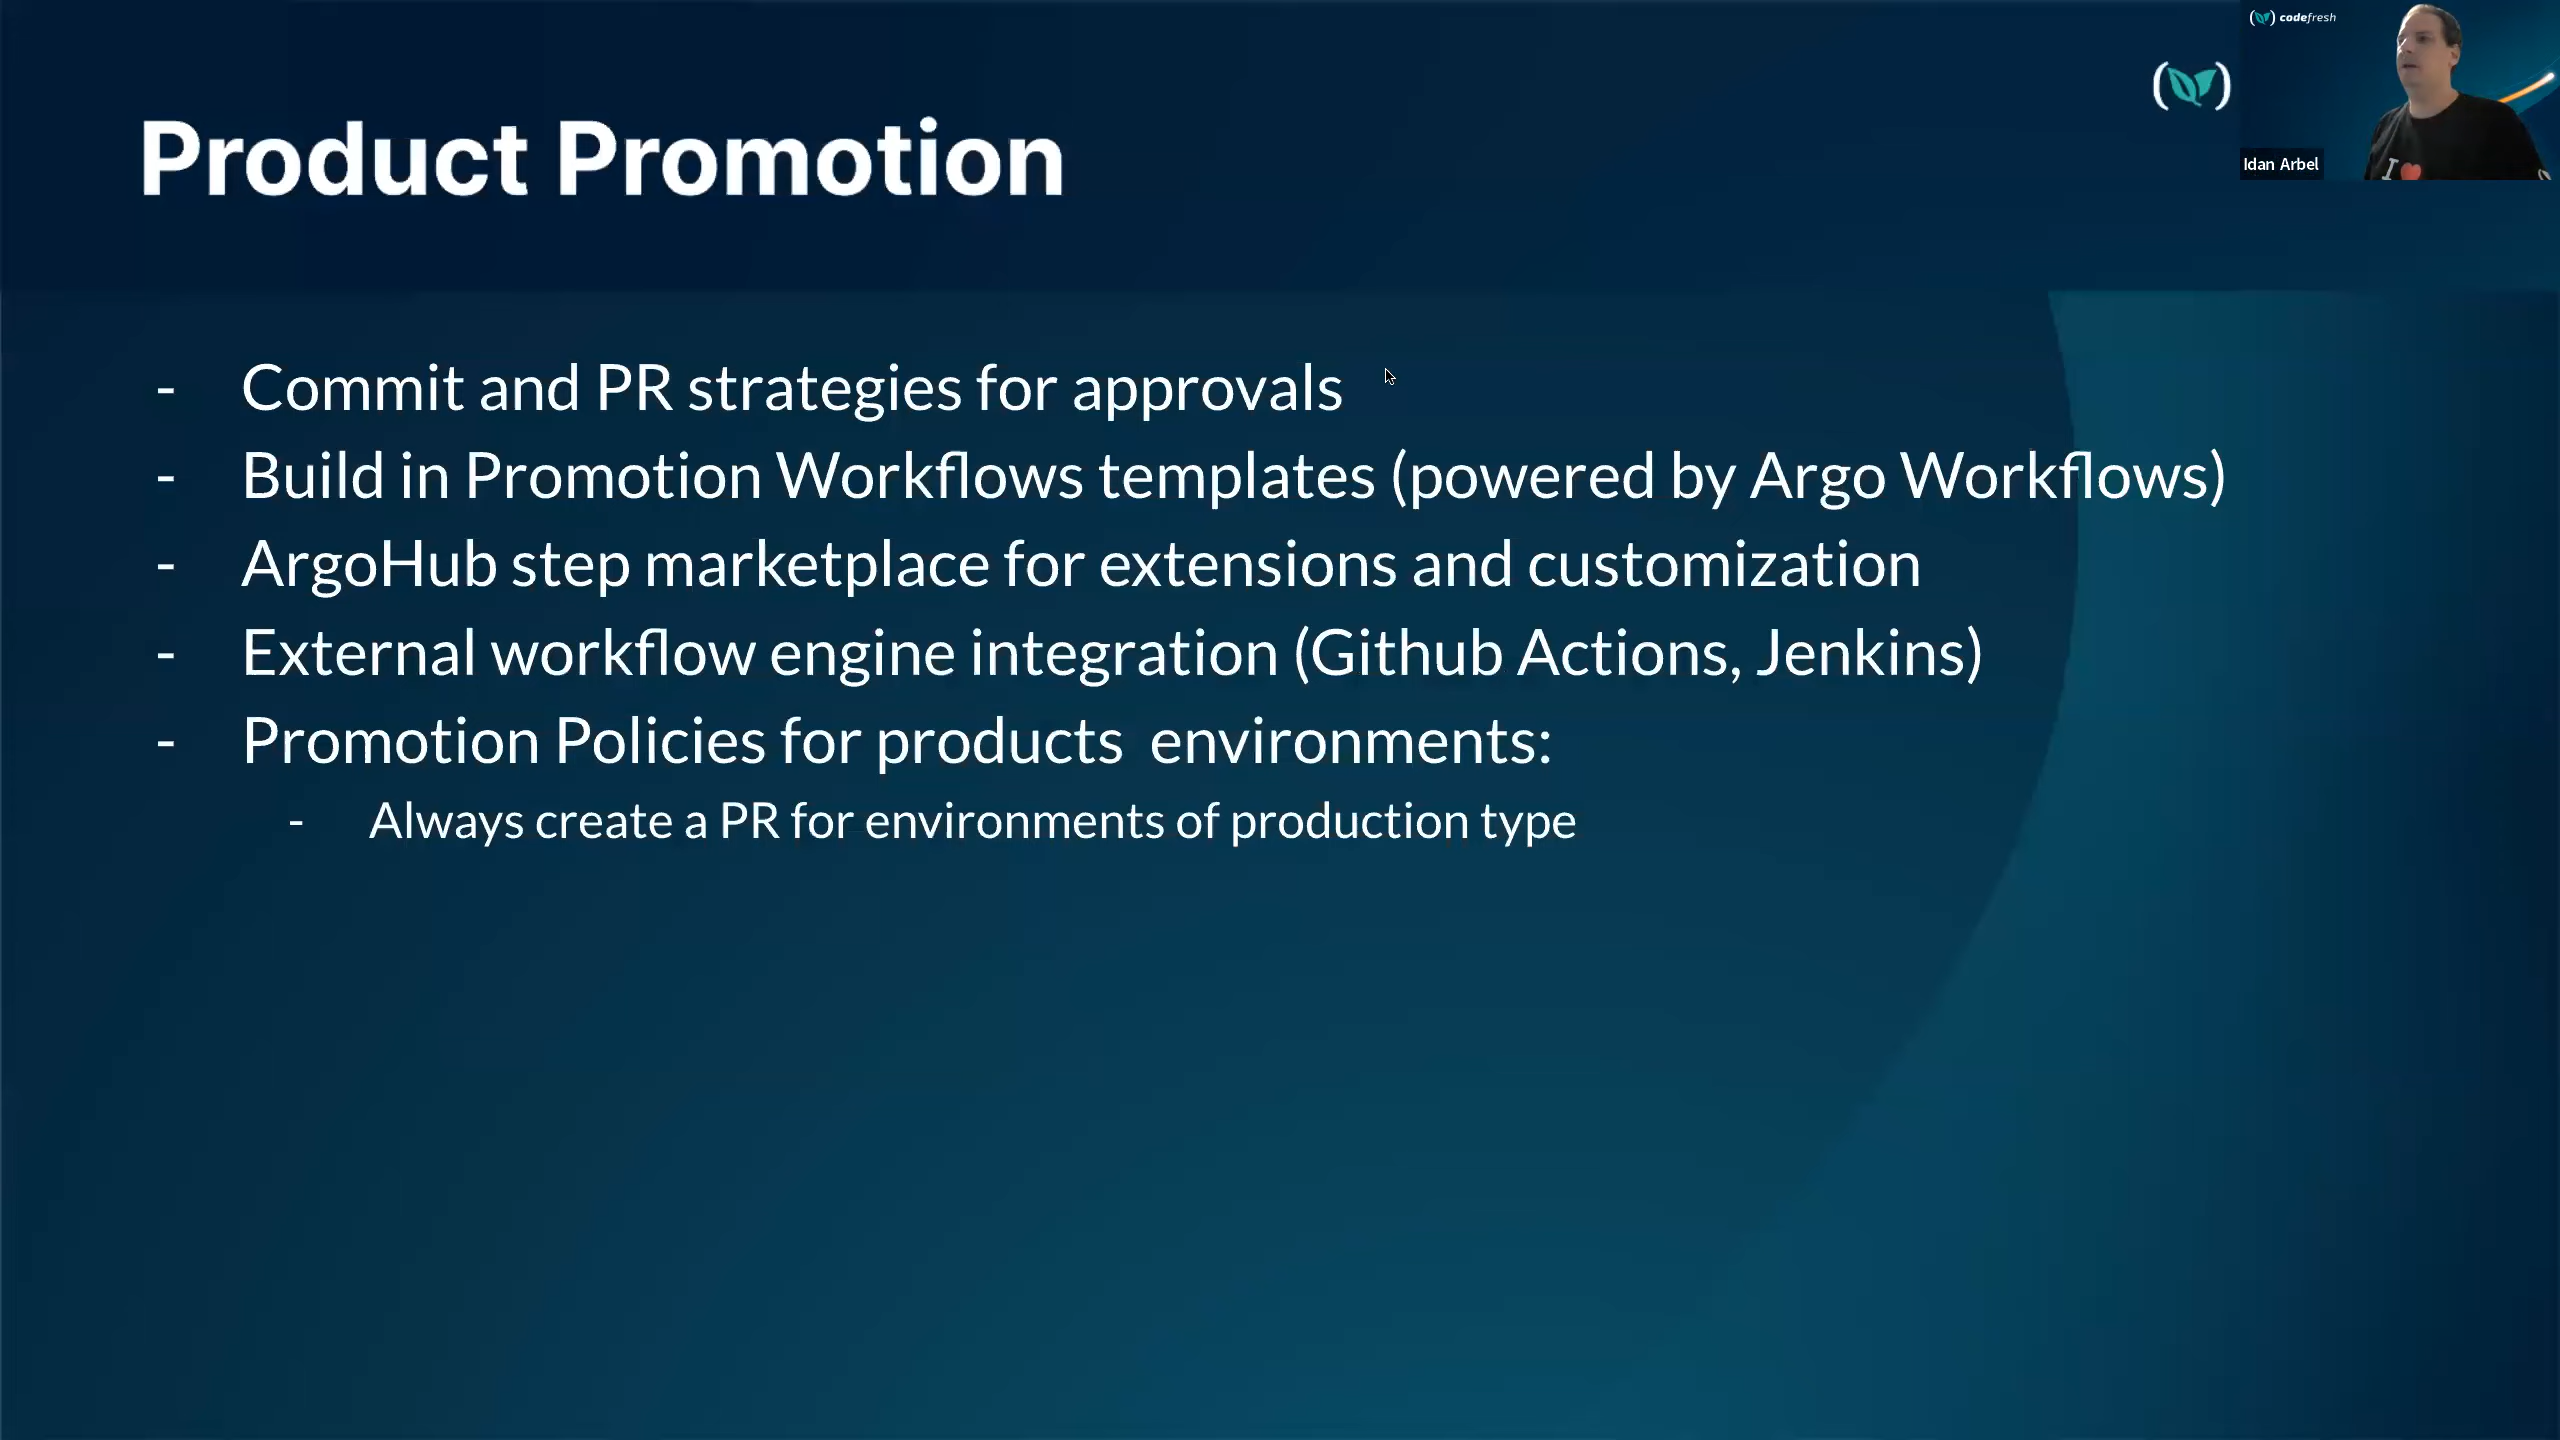 codefresh
Idan Arbel
Product Promotion
- Commit and PR strategies for approvals
- Build in Promotion Workflows templates (powered by Argo Workflows)
- ArgoHub step marketplace for extensions and customization
- External workflow engine integration (Github Actions, Jenkins)
- Promotion Policies for products  environments:
- Always create a PR for environments of production type
I